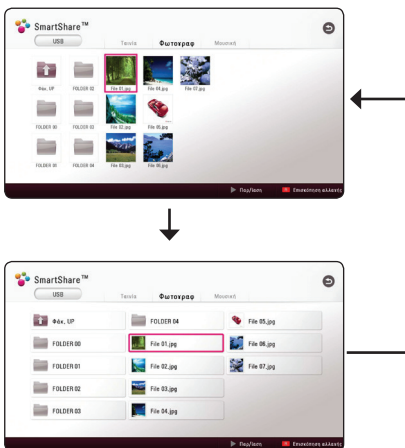 SmartShare™
USB
Ταινία Φωτογραφ Μουσική
Φάκ. UP FOLDER 02 File 01.jpg File 04.jpg File 07.jpg
FOLDER 00 FOLDER 03 File 02.jpg File 05.jpg
FOLDER 01 FOLDER 04 File 03.jpg File 06.jpg
Παρ/ίαση Επισκόπηση αλλαγής
SmartShare™
USB
Ταινία Φωτογραφ Μουσική
Φάκ. UP FOLDER 04 File 05.jpg
FOLDER 00 File 01.jpg File 06.jpg
FOLDER 01 File 02.jpg File 07.jpg
FOLDER 02 File 03.jpg
FOLDER 03 File 04.jpg
Παρ/ίαση Επισκόπηση αλλαγής